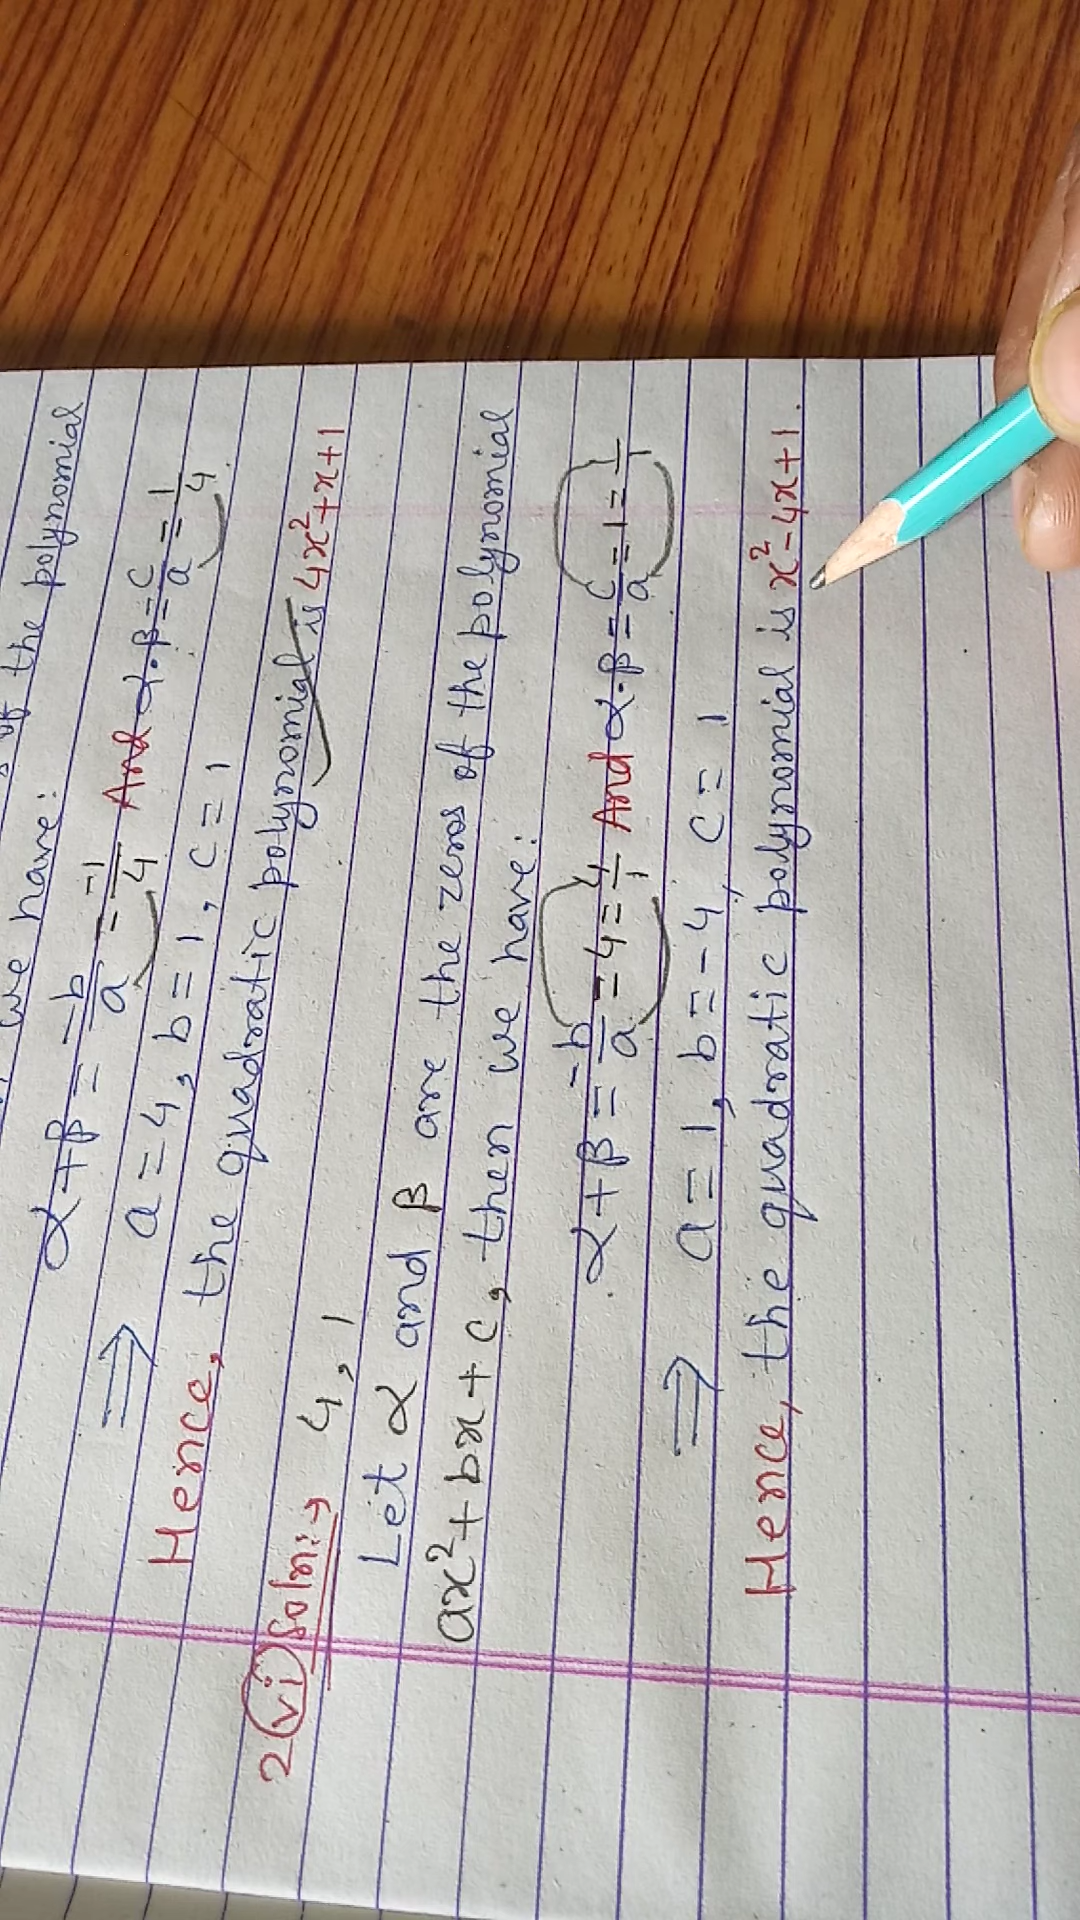 of the polynomial
we have:
α+β = -b/a = -1/4 And α·β = c/a = 1/4
⇒ a = 4, b = 1, c = 1
Hence, the quadratic polynomial is 4x²+x+1
2(vi) Soln:→ 4, 1
Let α and β are the zeros of the polynomial
ax²+bx+c, then we have:
α+β = -b/a = 4 = 4/1 And α·β = c/a = 1 = 1/1
⇒ a = 1, b = -4, c = 1
Hence, the quadratic polynomial is x²-4x+1.